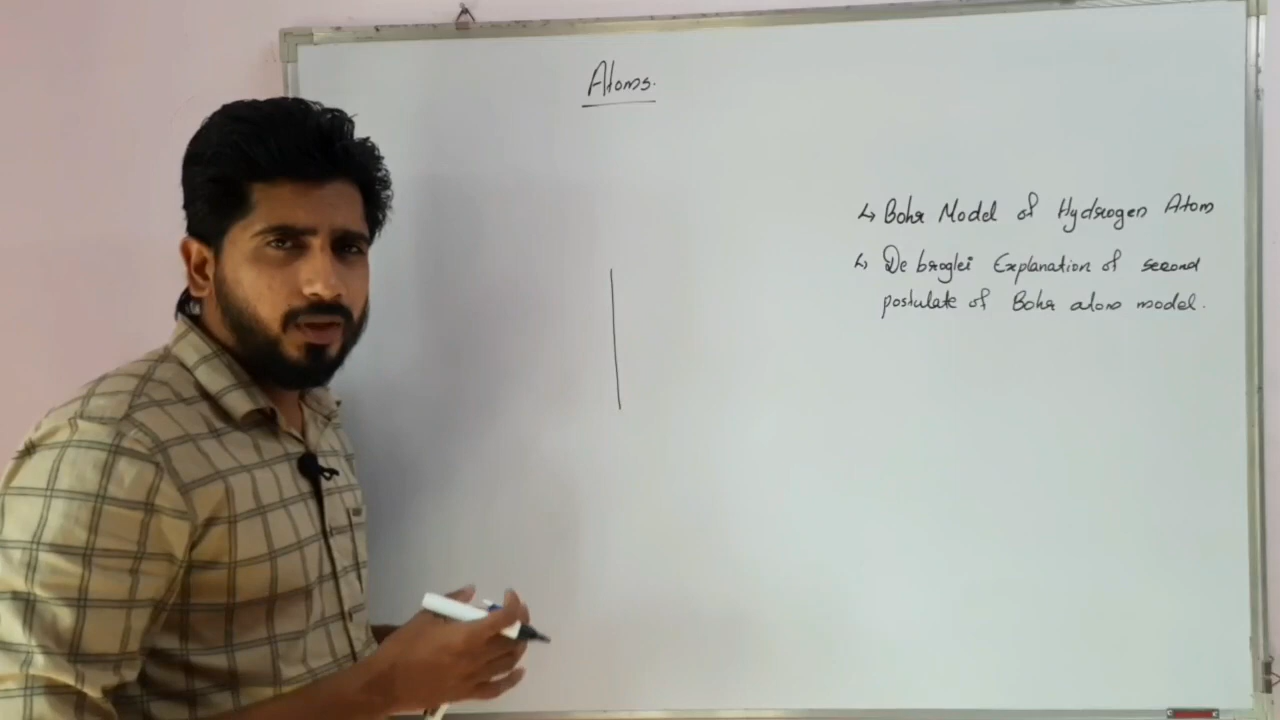 Atoms.
↳ Bohr Model of Hydrogen Atom
↳ De broglei Explanation of second
postulate of Bohr atom model.